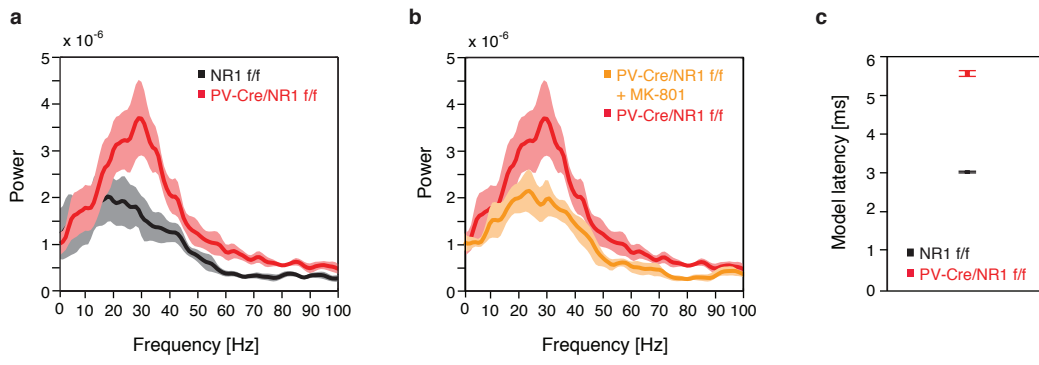 a
x 10-6
5
4
3
2
1
0
Power
NR1 f/f
PV-Cre/NR1 f/f
0 10 20 30 40 50 60 70 80 90 100
Frequency [Hz]
b
x 10-6
5
4
3
2
1
0
Power
PV-Cre/NR1 f/f
+ MK-801
PV-Cre/NR1 f/f
0 10 20 30 40 50 60 70 80 90 100
Frequency [Hz]
c
6
5
4
3
2
1
0
Model latency [ms]
NR1 f/f
PV-Cre/NR1 f/f